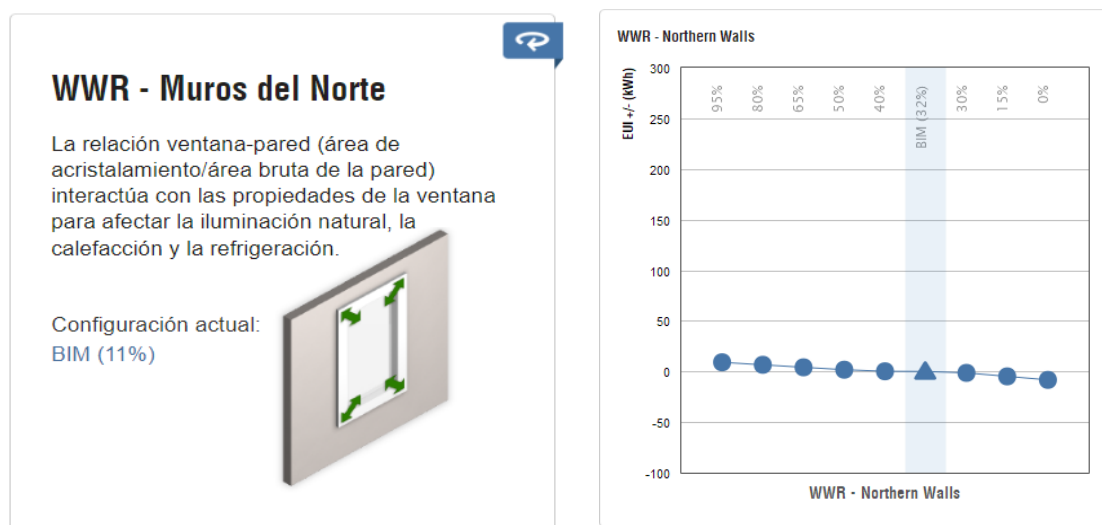 WWR - Muros del Norte
La relación ventana-pared (área de
acristalamiento/área bruta de la pared)
interactúa con las propiedades de la ventana
para afectar la iluminación natural, la
calefacción y la refrigeración.
Configuración actual:
BIM (11%)
WWR - Northern Walls
EUI +/- (kWh)
300
250
200
150
100
50
0
-50
-100
95%
80%
65%
50%
40%
BIM (32%)
30%
15%
0%
WWR - Northern Walls